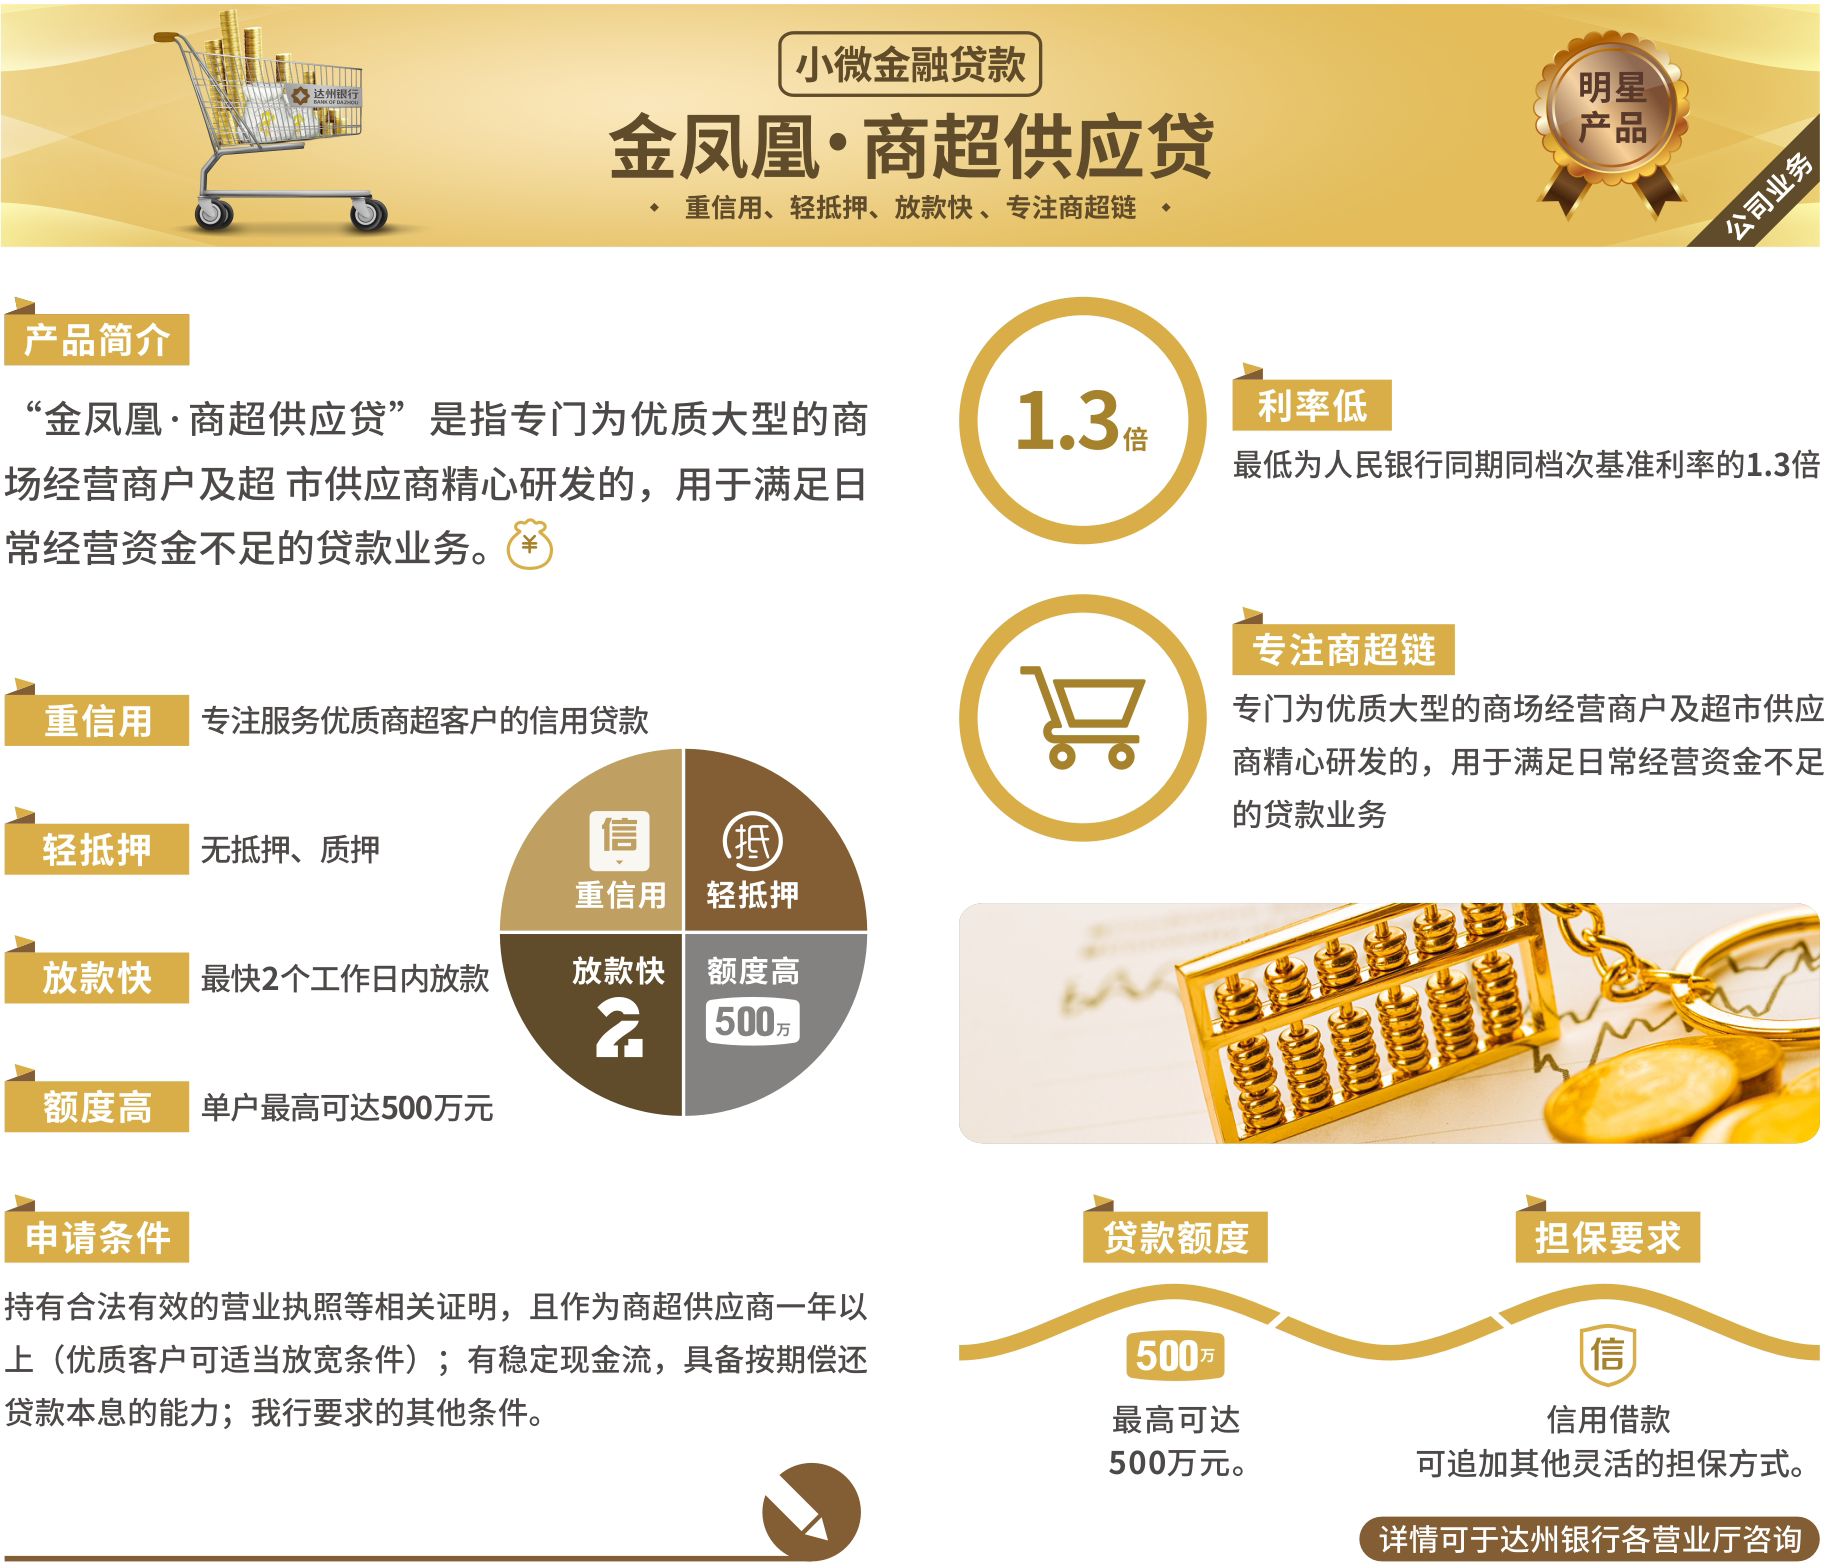 小微金融贷款
金凤凰·商超供应贷
重信用、轻抵押、放款快、专注商超链
达州银行
BANK OF DAZHOU
明星
产品
公司业务
产品简介
“金凤凰·商超供应贷”是指专门为优质大型的商
场经营商户及超 市供应商精心研发的，用于满足日
常经营资金不足的贷款业务。
¥
重信用
专注服务优质商超客户的信用贷款
轻抵押
无抵押、质押
放款快
最快2个工作日内放款
额度高
单户最高可达500万元
信
重信用
抵
轻抵押
放款快
2
额度高
500万
申请条件
持有合法有效的营业执照等相关证明，且作为商超供应商一年以
上（优质客户可适当放宽条件）；有稳定现金流，具备按期偿还
贷款本息的能力；我行要求的其他条件。
1.3倍
利率低
最低为人民银行同期同档次基准利率的1.3倍
专注商超链
专门为优质大型的商场经营商户及超市供应
商精心研发的，用于满足日常经营资金不足
的贷款业务
贷款额度
500万
最高可达
500万元。
担保要求
信
信用借款
可追加其他灵活的担保方式。
详情可于达州银行各营业厅咨询